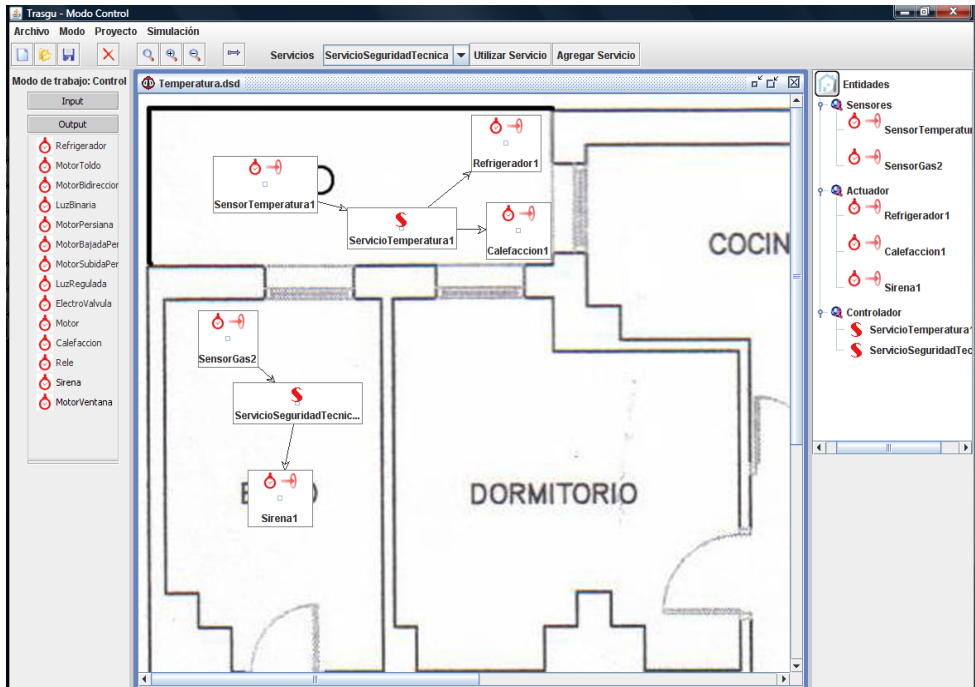 Trasgu - Modo Control
Archivo Modo Proyecto Simulación
Servicios ServicioSeguridadTecnica Utilizar Servicio Agregar Servicio
Modo de trabajo: Control
Input
Output
Refrigerador
MotorToldo
MotorBidireccior
LuzBinaria
MotorPersiana
MotorBajadaPer
MotorSubidaPer
LuzRegulada
ElectroValvula
Motor
Calefaccion
Rele
Sirena
MotorVentana
Temperatura.dsd
Refrigerador1
SensorTemperatura1
ServicioTemperatura1
Calefaccion1
COCIN
SensorGas2
ServicioSeguridadTecnic...
Sirena1
DORMITORIO
Entidades
Sensores
SensorTemperatu
SensorGas2
Actuador
Refrigerador1
Calefaccion1
Sirena1
Controlador
ServicioTemperatura1
ServicioSeguridadTec